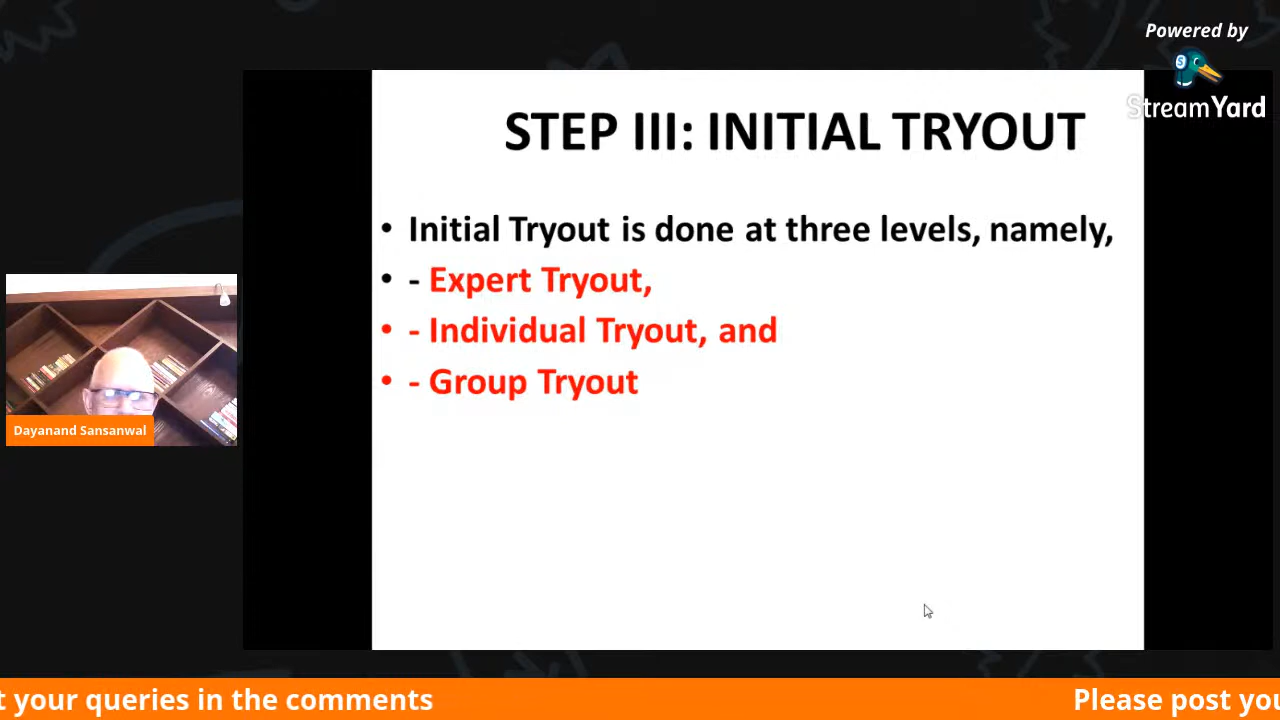 Powered by
StreamYard
STEP III: INITIAL TRYOUT
• Initial Tryout is done at three levels, namely,
• - Expert Tryout,
• - Individual Tryout, and
• - Group Tryout
Dayanand Sansanwal
t your queries in the comments
Please post you